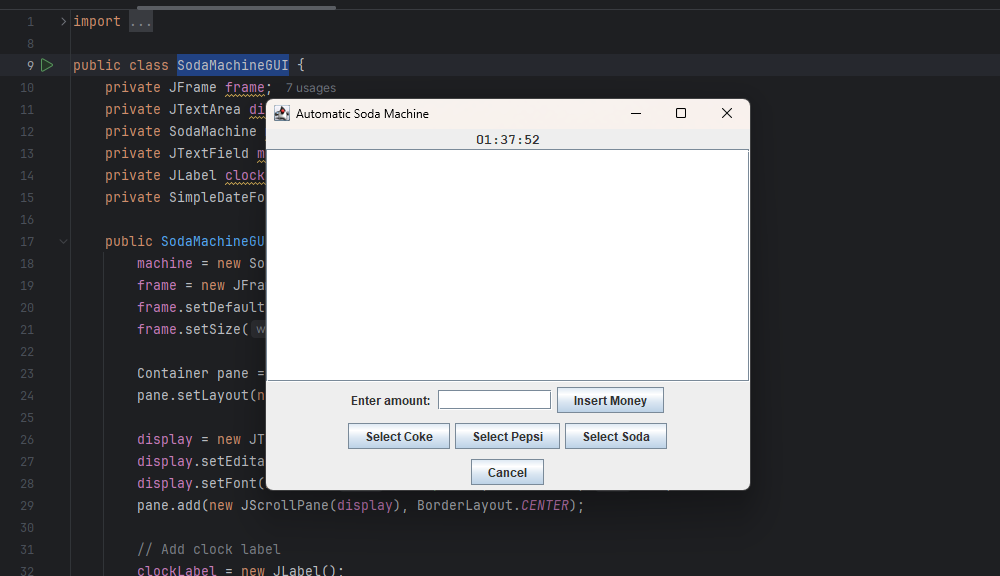 1 import ...
8
9 public class SodaMachineGUI {
10 private JFrame frame; 7 usages
11 private JTextArea di
12 private SodaMachine
13 private JTextField m
14 private JLabel clock
15 private SimpleDateFo
16
17 public SodaMachineGU
18 machine = new So
19 frame = new JFra
20 frame.setDefault
21 frame.setSize( w
22
23 Container pane =
24 pane.setLayout(n
25
26 display = new JT
27 display.setEdita
28 display.setFont(
29 pane.add(new JScrollPane(display), BorderLayout.CENTER);
30
31 // Add clock label
32 clockLabel = new JLabel();
Automatic Soda Machine
01:37:52
Enter amount: Insert Money
Select Coke Select Pepsi Select Soda
Cancel